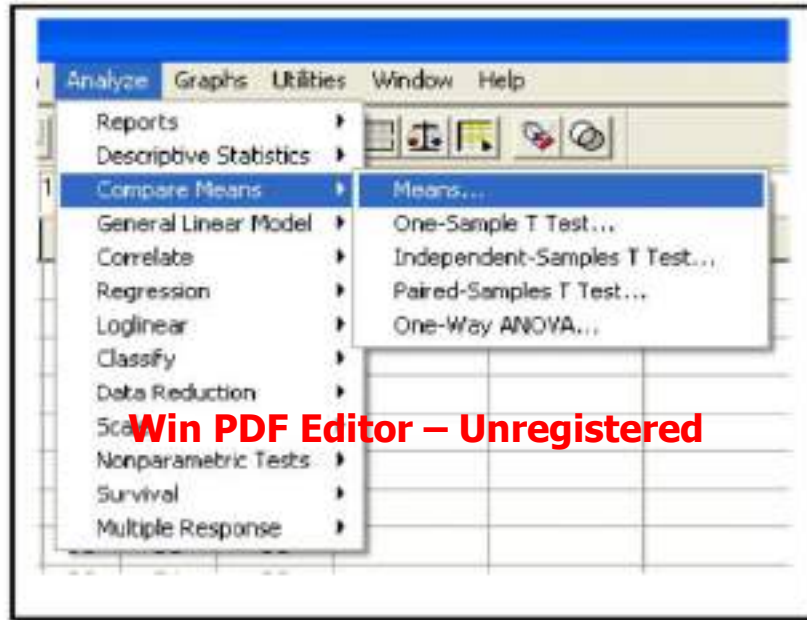 Analyze Graphs Utilities Window Help
Reports
Descriptive Statistics
Compare Means
General Linear Model
Correlate
Regression
Loglinear
Classify
Data Reduction
Scale
Nonparametric Tests
Survival
Multiple Response
Means...
One-Sample T Test...
Independent-Samples T Test...
Paired-Samples T Test...
One-Way ANOVA...
Win PDF Editor – Unregistered